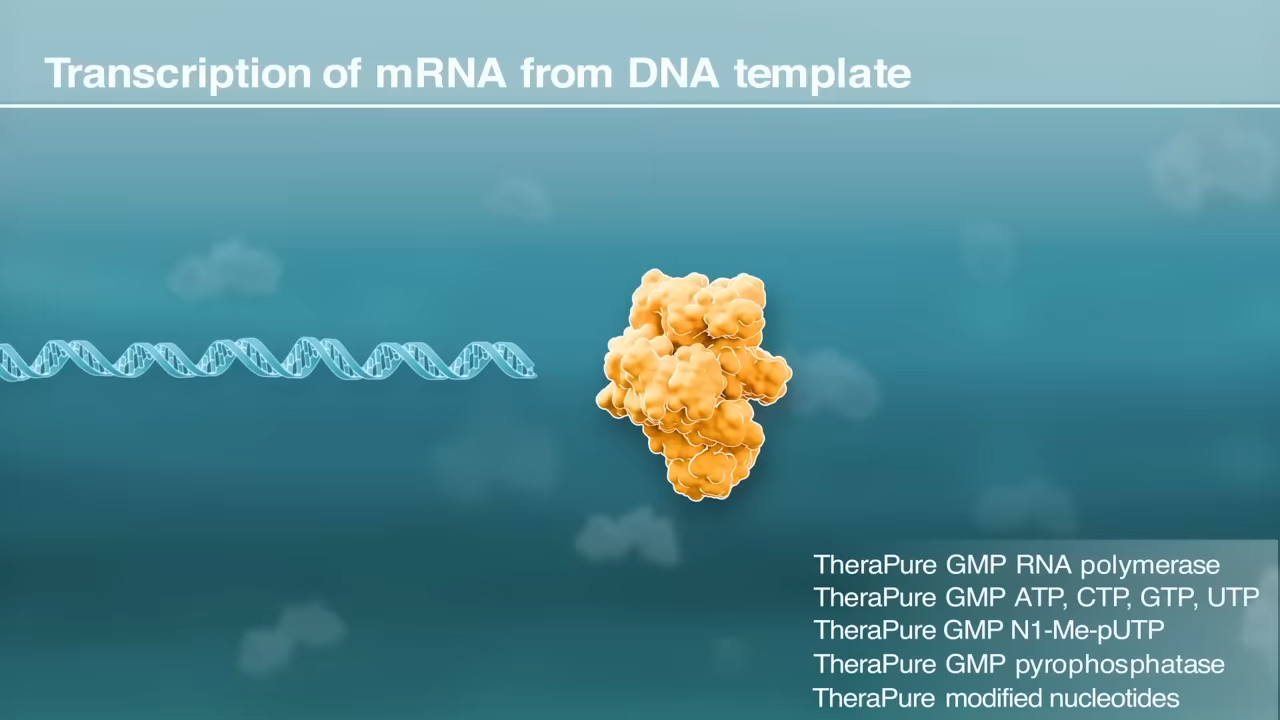 Transcription of mRNA from DNA template
TheraPure GMP RNA polymerase
TheraPure GMP ATP, CTP, GTP, UTP
TheraPure GMP N1-Me-pUTP
TheraPure GMP pyrophosphatase
TheraPure modified nucleotides